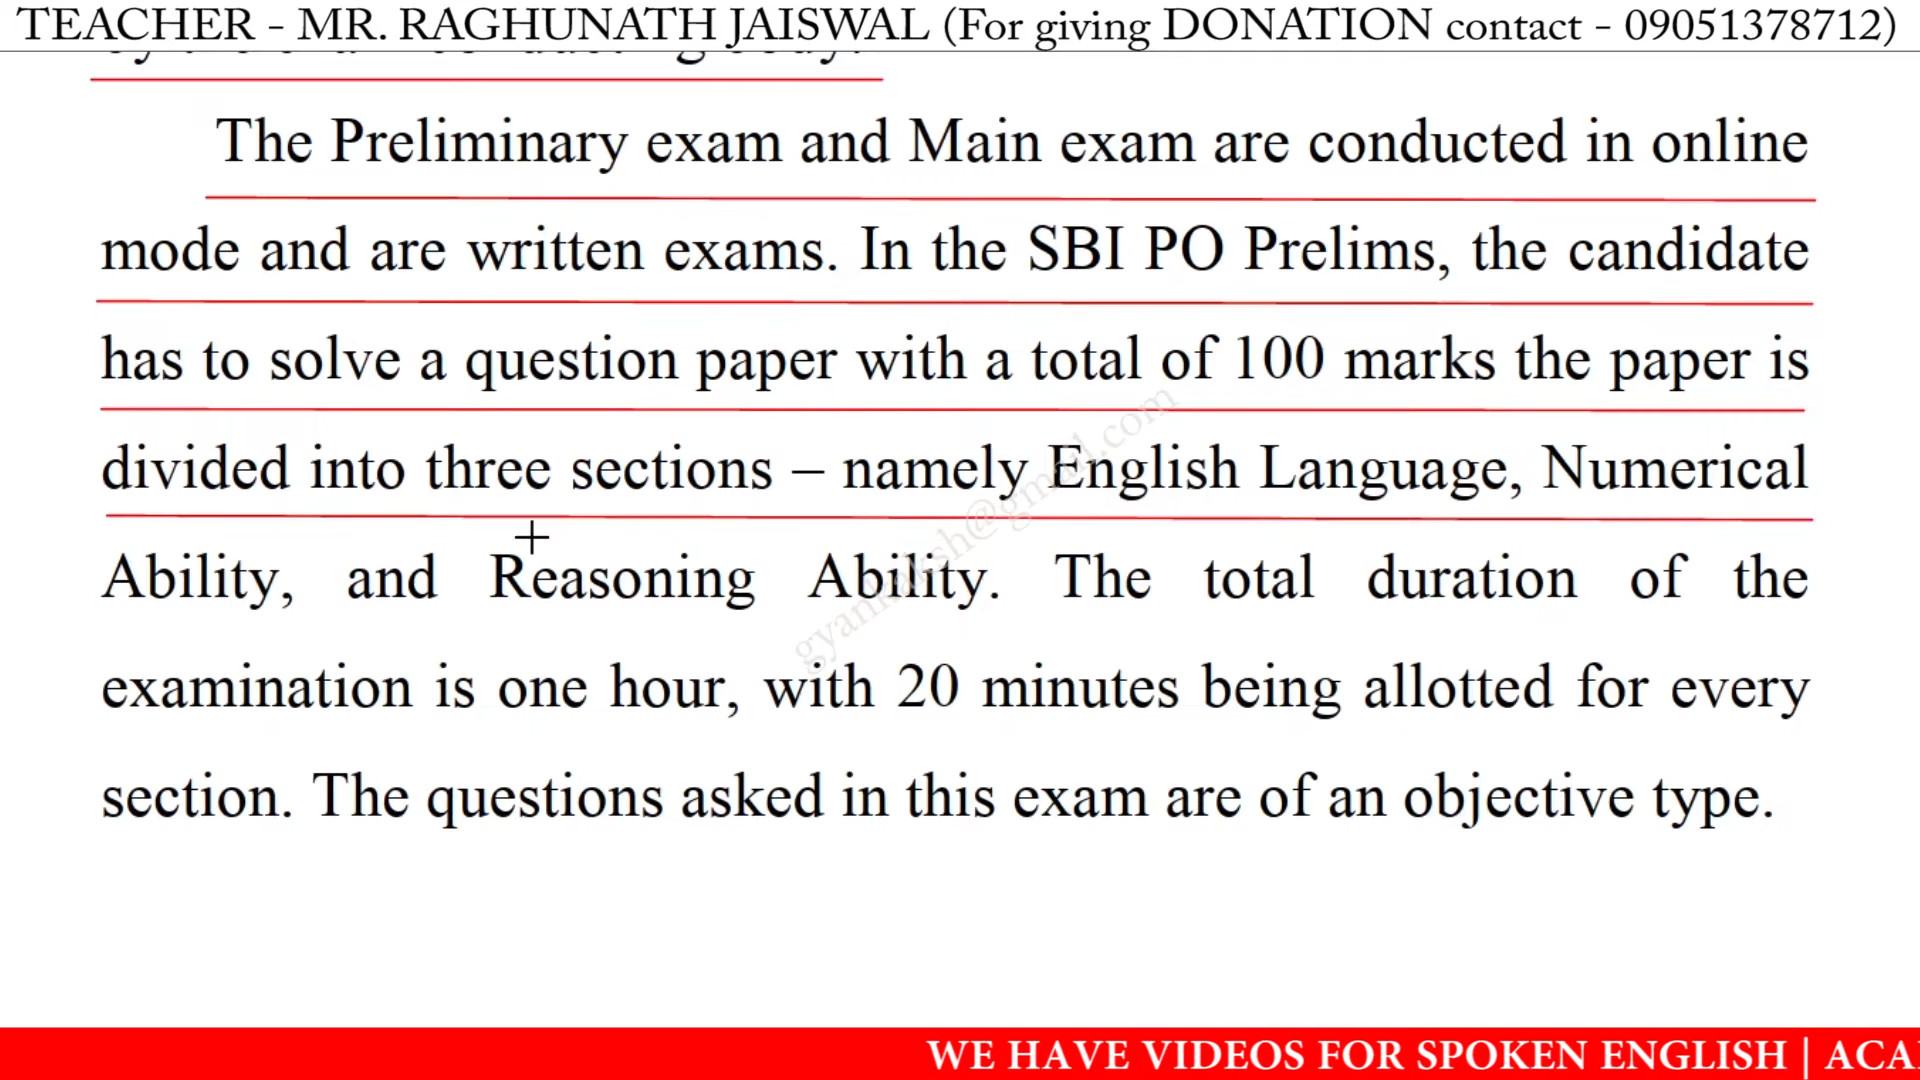 TEACHER - MR. RAGHUNATH JAISWAL (For giving DONATION contact - 09051378712)
The Preliminary exam and Main exam are conducted in online
mode and are written exams. In the SBI PO Prelims, the candidate
has to solve a question paper with a total of 100 marks the paper is
divided into three sections – namely English Language, Numerical
Ability, and Reasoning Ability. The total duration of the
examination is one hour, with 20 minutes being allotted for every
section. The questions asked in this exam are of an objective type.
gyankaksh@gmail.com
WE HAVE VIDEOS FOR SPOKEN ENGLISH |